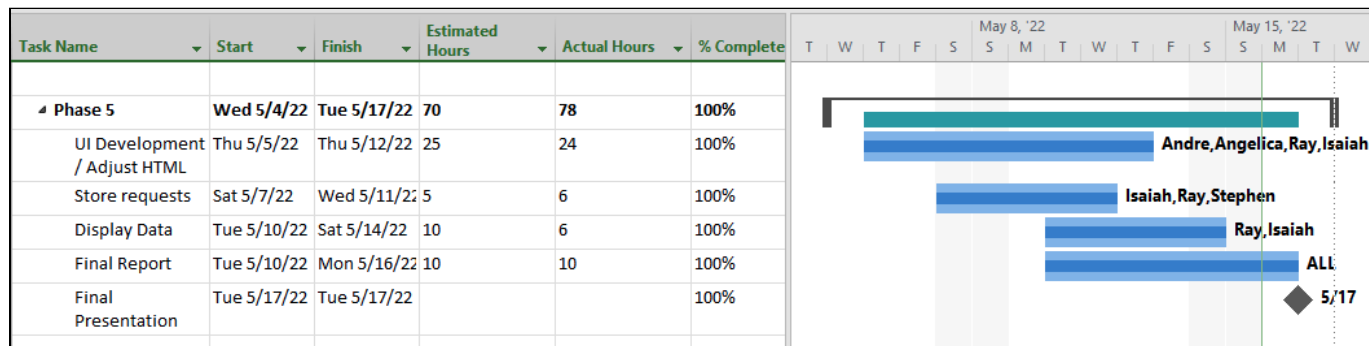 Task Name Start Finish Estimated Hours Actual Hours % Complete
May 8, '22 May 15, '22
T W T F S S M T W T F S S M T W
Phase 5 Wed 5/4/22 Tue 5/17/22 70 78 100%
UI Development / Adjust HTML Thu 5/5/22 Thu 5/12/22 25 24 100% Andre,Angelica,Ray,Isaiah
Store requests Sat 5/7/22 Wed 5/11/22 5 6 100% Isaiah,Ray,Stephen
Display Data Tue 5/10/22 Sat 5/14/22 10 6 100% Ray,Isaiah
Final Report Tue 5/10/22 Mon 5/16/22 10 10 100% ALL
Final Presentation Tue 5/17/22 Tue 5/17/22 100% 5/17